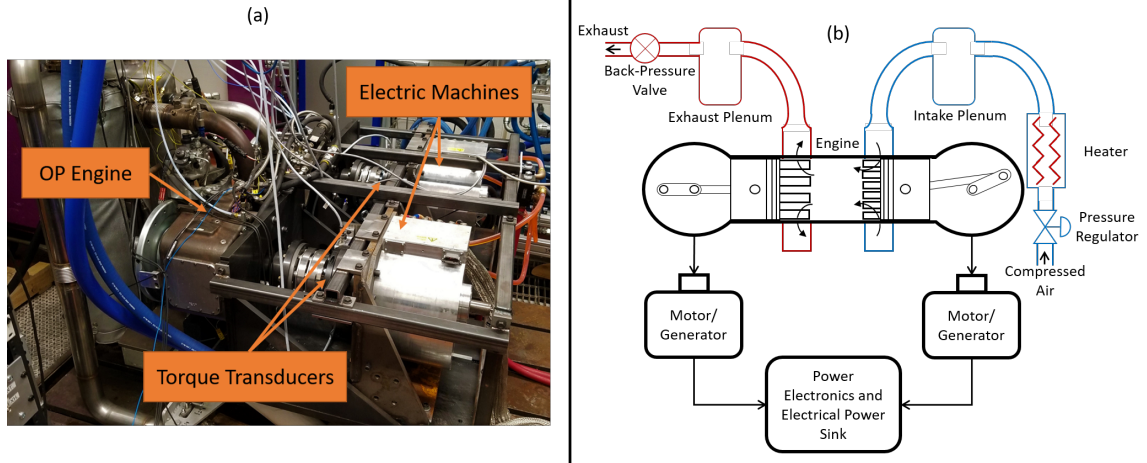 (a)
Electric Machines
OP Engine
Torque Transducers
(b)
Exhaust
Back-Pressure
Valve
Exhaust Plenum
Intake Plenum
Engine
Heater
Pressure
Regulator
Compressed
Air
Motor/
Generator
Motor/
Generator
Power
Electronics and
Electrical Power
Sink